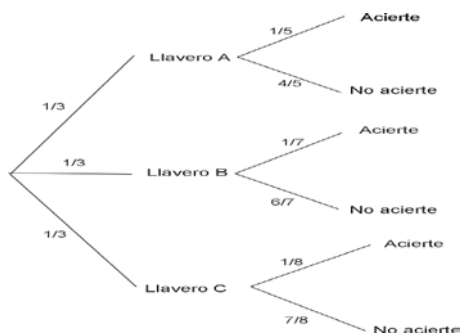 1/5
Acierte
Llavero A
4/5
No acierte
1/3
1/7
Acierte
1/3
Llavero B
6/7
No acierte
1/3
1/8
Acierte
Llavero C
7/8
No acierte